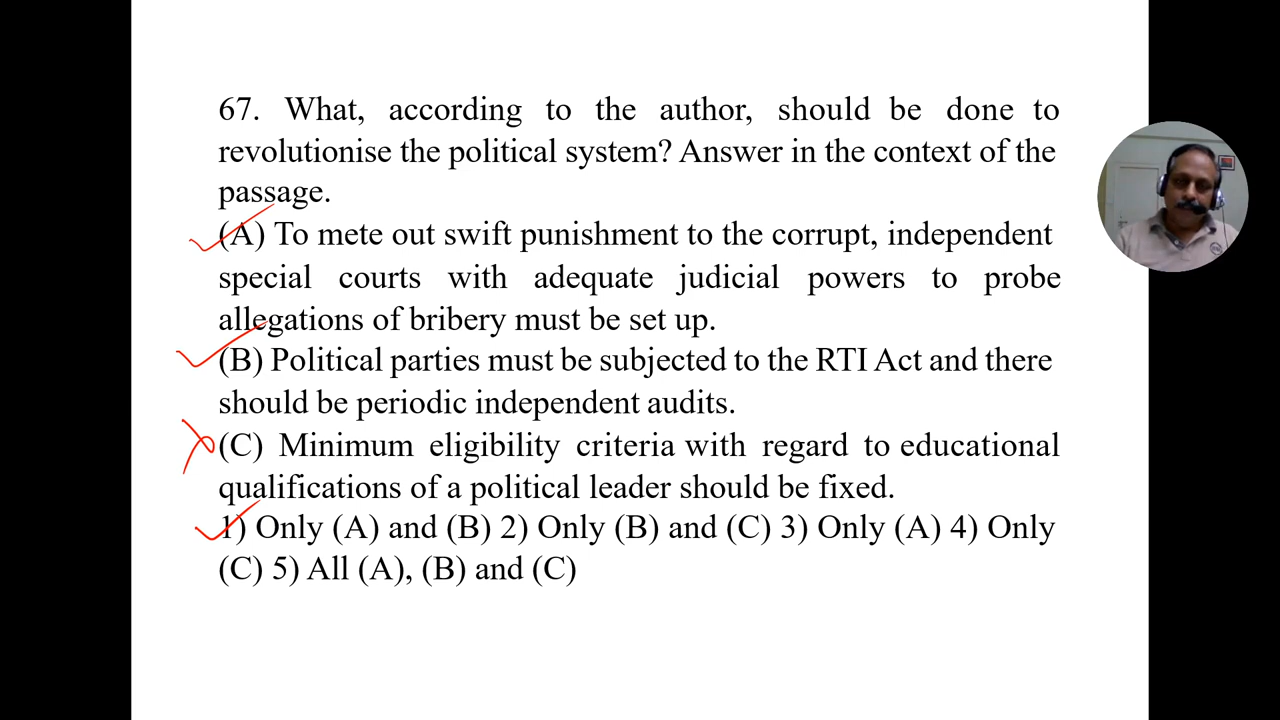 67. What, according to the author, should be done to
revolutionise the political system? Answer in the context of the
passage.
(A) To mete out swift punishment to the corrupt, independent
special courts with adequate judicial powers to probe
allegations of bribery must be set up.
(B) Political parties must be subjected to the RTI Act and there
should be periodic independent audits.
(C) Minimum eligibility criteria with regard to educational
qualifications of a political leader should be fixed.
1) Only (A) and (B) 2) Only (B) and (C) 3) Only (A) 4) Only
(C) 5) All (A), (B) and (C)